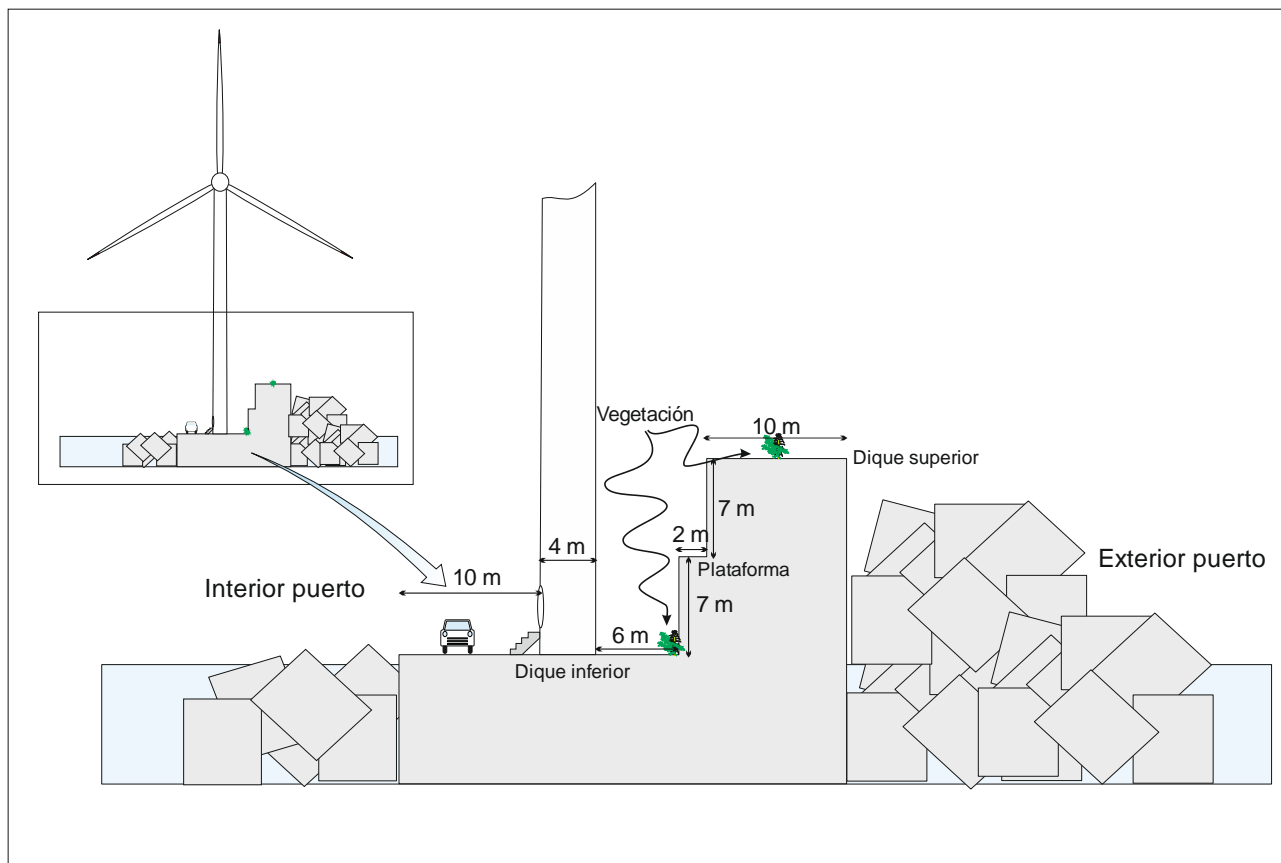 Vegetación
10 m
Dique superior
7 m
2 m
4 m
Plataforma
Exterior puerto
10 m
Interior puerto
7 m
6 m
Dique inferior